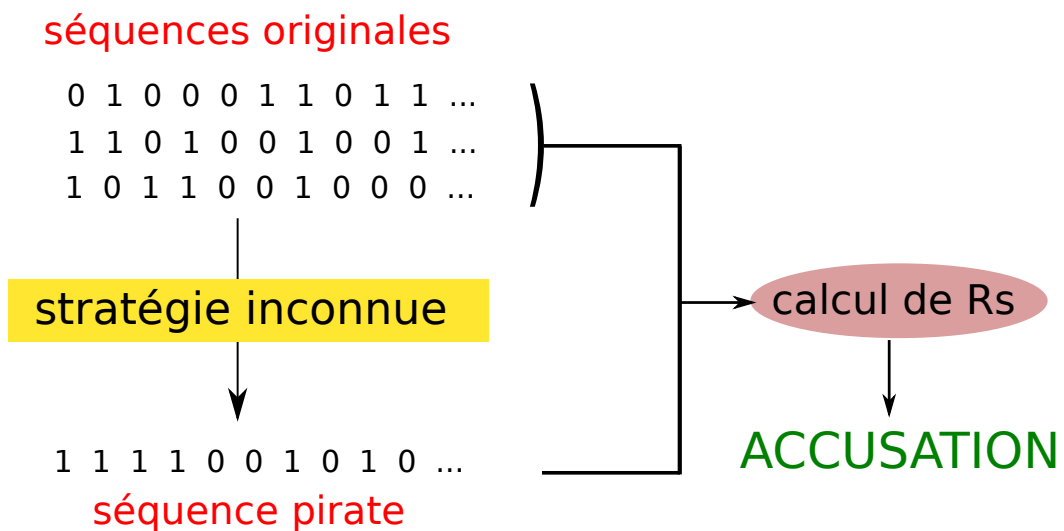 séquences originales
0 1 0 0 0 1 1 0 1 1 ...
1 1 0 1 0 0 1 0 0 1 ...
1 0 1 1 0 0 1 0 0 0 ...
stratégie inconnue
calcul de Rs
ACCUSATION
1 1 1 1 0 0 1 0 1 0 ...
séquence pirate